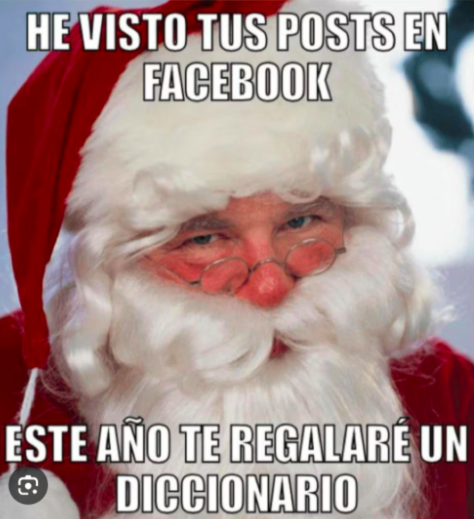 HE VISTO TUS POSTS EN
FACEBOOK
ESTE AÑO TE REGALARÉ UN
DICCIONARIO